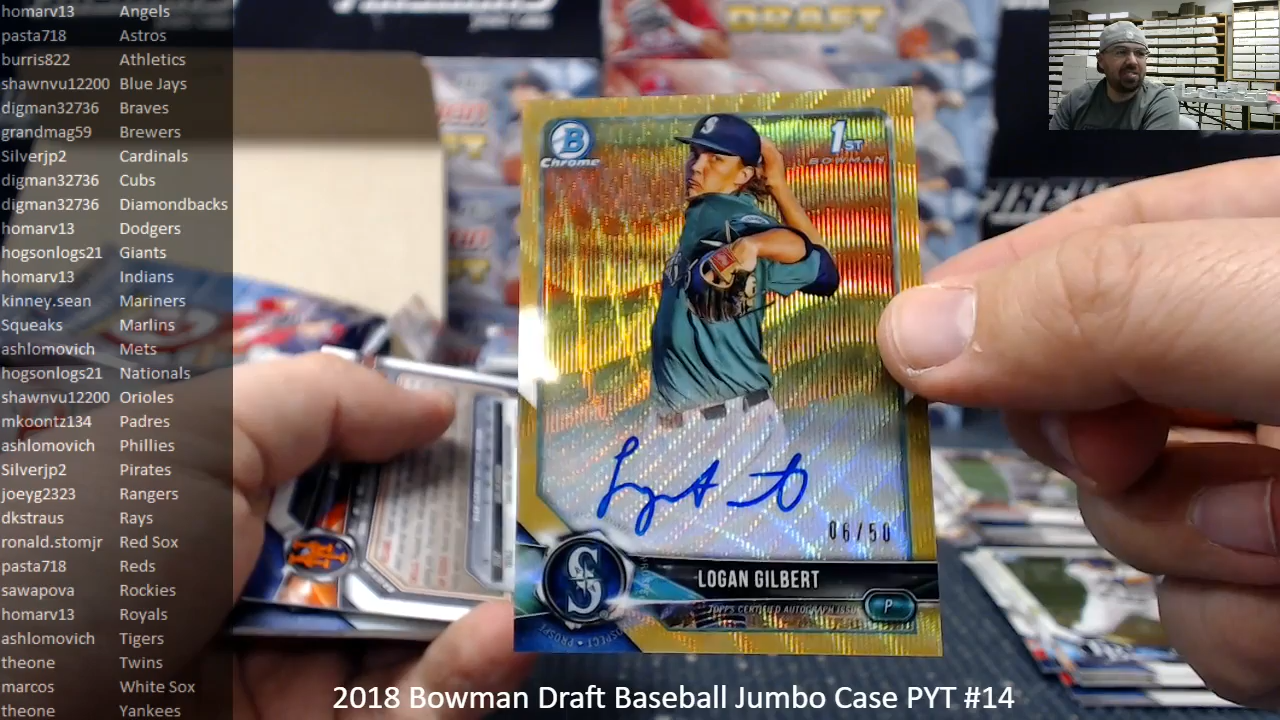 homarv13 Angels
pasta718 Astros
burris822 Athletics
shawnvu12200 Blue Jays
digman32736 Braves
grandmag59 Brewers
Silverjp2 Cardinals
digman32736 Cubs
digman32736 Diamondbacks
homarv13 Dodgers
hogsonlogs21 Giants
homarv13 Indians
kinney.sean Mariners
Squeaks Marlins
ashlomovich Mets
hogsonlogs21 Nationals
shawnvu12200 Orioles
mkoontz134 Padres
ashlomovich Phillies
Silverjp2 Pirates
joeyg2323 Rangers
dkstraus Rays
ronald.stomjr Red Sox
pasta718 Reds
sawapova Rockies
homarv13 Royals
ashlomovich Tigers
theone Twins
marcos White Sox
theone Yankees
DRAFT
B
Chrome
1ST
BOWMAN
S
06/50
S
LOGAN GILBERT
TOPPS CERTIFIED AUTOGRAPH ISSUE
P
2018 Bowman Draft Baseball Jumbo Case PYT #14